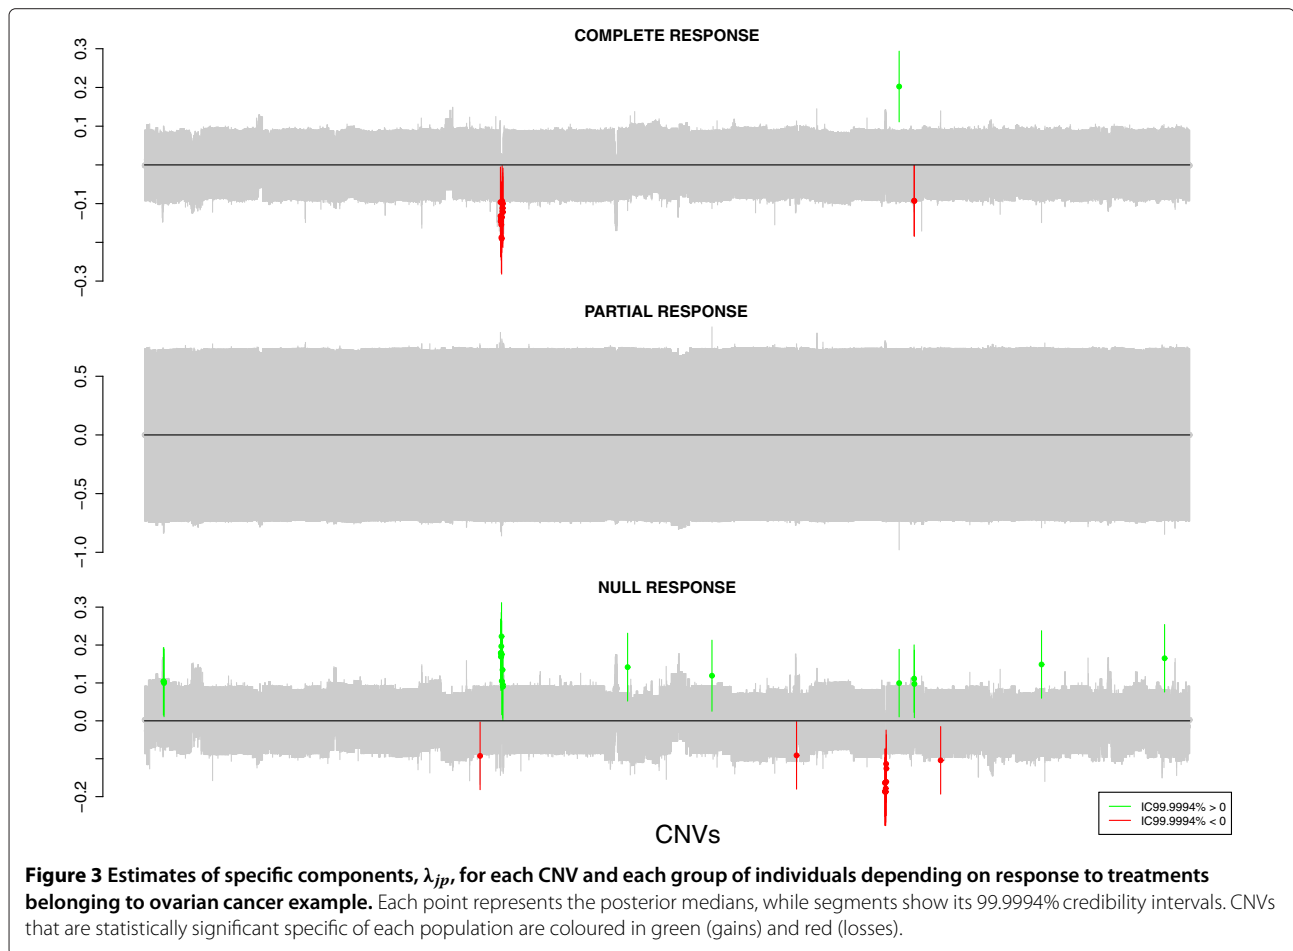 COMPLETE RESPONSE
0.3
0.2
0.1
−0.1
−0.3
PARTIAL RESPONSE
0.5
0.0
−0.5
−1.0
NULL RESPONSE
0.3
0.2
0.1
0.0
−0.2
IC99.9994% > 0
IC99.9994% < 0
CNVs
Figure 3 Estimates of specific components, λjp, for each CNV and each group of individuals depending on response to treatments
belonging to ovarian cancer example. Each point represents the posterior medians, while segments show its 99.9994% credibility intervals. CNVs
that are statistically significant specific of each population are coloured in green (gains) and red (losses).